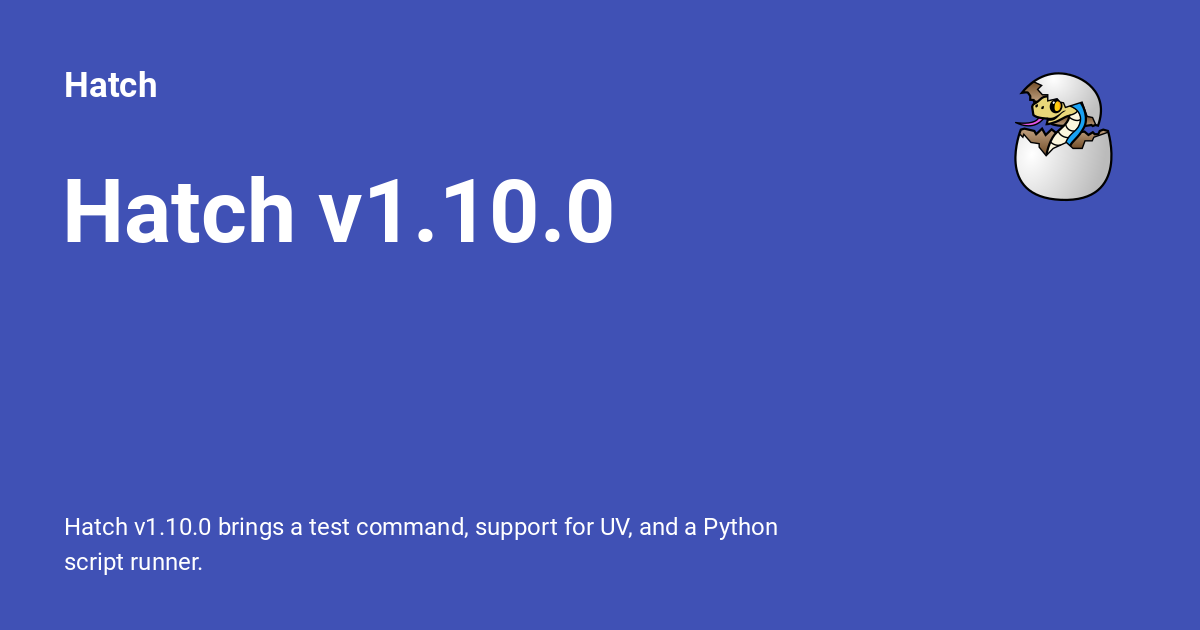 Hatch
Hatch v1.10.0
Hatch v1.10.0 brings a test command, support for UV, and a Python
script runner.